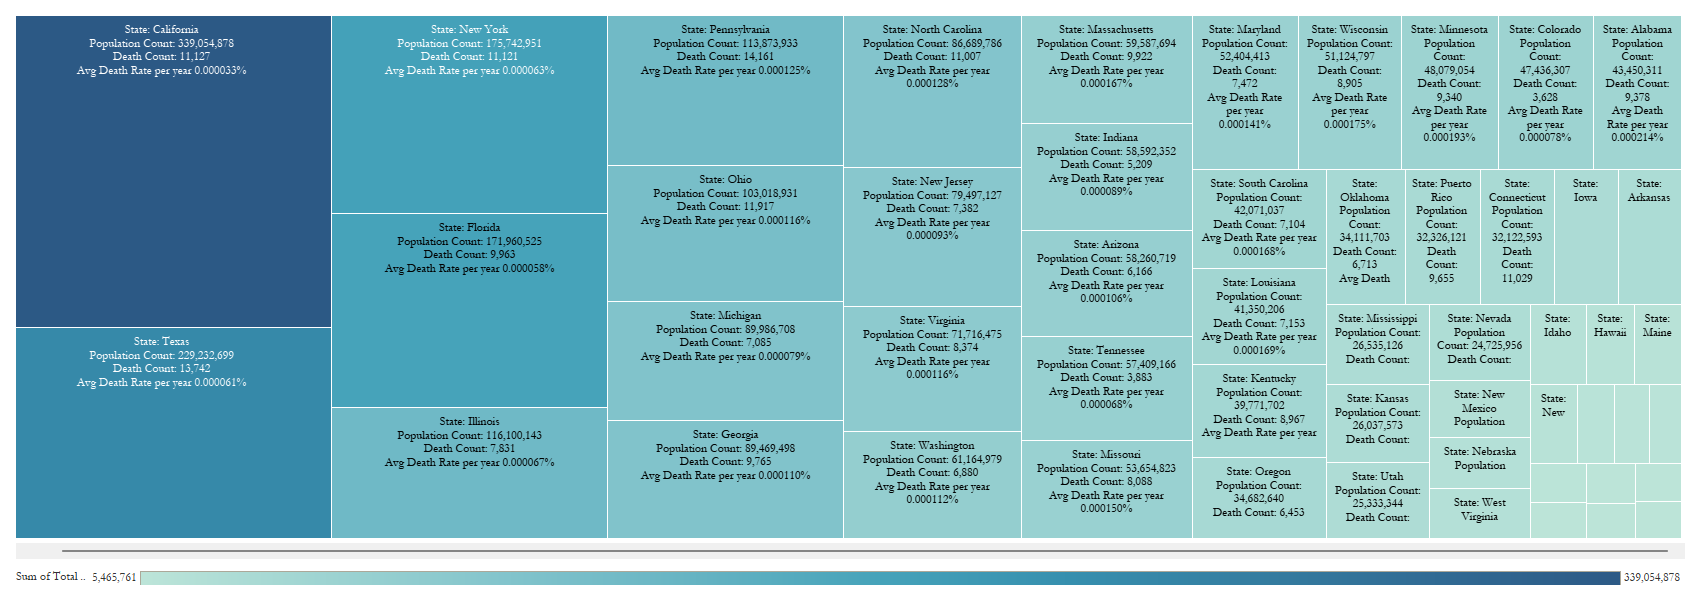 State: California
Population Count: 339,054,878
Death Count: 11,127
Avg Death Rate per year 0.000033%
State: Texas
Population Count: 229,232,699
Death Count: 13,742
Avg Death Rate per year 0.000061%
State: New York
Population Count: 175,742,951
Death Count: 11,121
Avg Death Rate per year 0.000063%
State: Florida
Population Count: 171,960,525
Death Count: 9,963
Avg Death Rate per year 0.000058%
State: Illinois
Population Count: 116,100,143
Death Count: 7,831
Avg Death Rate per year 0.000067%
State: Pennsylvania
Population Count: 113,873,933
Death Count: 14,161
Avg Death Rate per year 0.000125%
State: Ohio
Population Count: 103,018,931
Death Count: 11,917
Avg Death Rate per year 0.000116%
State: Michigan
Population Count: 89,986,708
Death Count: 7,085
Avg Death Rate per year 0.000079%
State: Georgia
Population Count: 89,469,498
Death Count: 9,765
Avg Death Rate per year 0.000110%
State: North Carolina
Population Count: 86,689,786
Death Count: 11,007
Avg Death Rate per year
0.000128%
State: New Jersey
Population Count: 79,497,127
Death Count: 7,382
Avg Death Rate per year
0.000093%
State: Virginia
Population Count: 71,716,475
Death Count: 8,374
Avg Death Rate per year
0.000116%
State: Washington
Population Count: 61,164,979
Death Count: 6,880
Avg Death Rate per year
0.000112%
State: Massachusetts
Population Count: 59,587,694
Death Count: 9,922
Avg Death Rate per year
0.000167%
State: Indiana
Population Count: 58,592,352
Death Count: 5,209
Avg Death Rate per year
0.000089%
State: Arizona
Population Count: 58,260,719
Death Count: 6,166
Avg Death Rate per year
0.000106%
State: Tennessee
Population Count: 57,409,166
Death Count: 3,883
Avg Death Rate per year
0.000068%
State: Missouri
Population Count: 53,654,823
Death Count: 8,088
Avg Death Rate per year
0.000150%
State: Maryland
Population Count:
52,404,413
Death Count:
7,472
Avg Death Rate
per year
0.000141%
State: Wisconsin
Population Count:
51,124,797
Death Count:
8,905
Avg Death Rate
per year
0.000175%
State: Minnesota
Population
Count:
48,079,054
Death Count:
9,340
Avg Death Rate
per year
0.000193%
State: Colorado
Population
Count:
47,436,307
Death Count:
3,628
Avg Death Rate
per year
0.000078%
State: Alabama
Population
Count:
43,450,311
Death Count:
9,378
Avg Death
Rate per year
0.000214%
State: South Carolina
Population Count:
42,071,037
Death Count: 7,104
Avg Death Rate per year
0.000168%
State: Louisiana
Population Count:
41,350,206
Death Count: 7,153
Avg Death Rate per year
0.000169%
State: Kentucky
Population Count:
39,771,702
Death Count: 8,967
Avg Death Rate per year
State: Oregon
Population Count:
34,682,640
Death Count: 6,453
State:
Oklahoma
Population
Count:
34,111,703
Death Count:
6,713
Avg Death
State: Puerto
Rico
Population
Count:
32,326,121
Death
Count:
9,655
State:
Connecticut
Population
Count:
32,122,593
Death
Count:
11,029
State:
Iowa
State:
Arkansas
State: Mississippi
Population Count:
26,535,126
Death Count:
State: Kansas
Population Count:
26,037,573
Death Count:
State: Utah
Population Count:
25,333,344
Death Count:
State: Nevada
Population
Count: 24,725,956
Death Count:
State: New
Mexico
Population
State: Nebraska
Population
State: West
Virginia
State:
Idaho
State:
Hawaii
State:
Maine
State:
New
Sum of Total .. 5,465,761
339,054,878